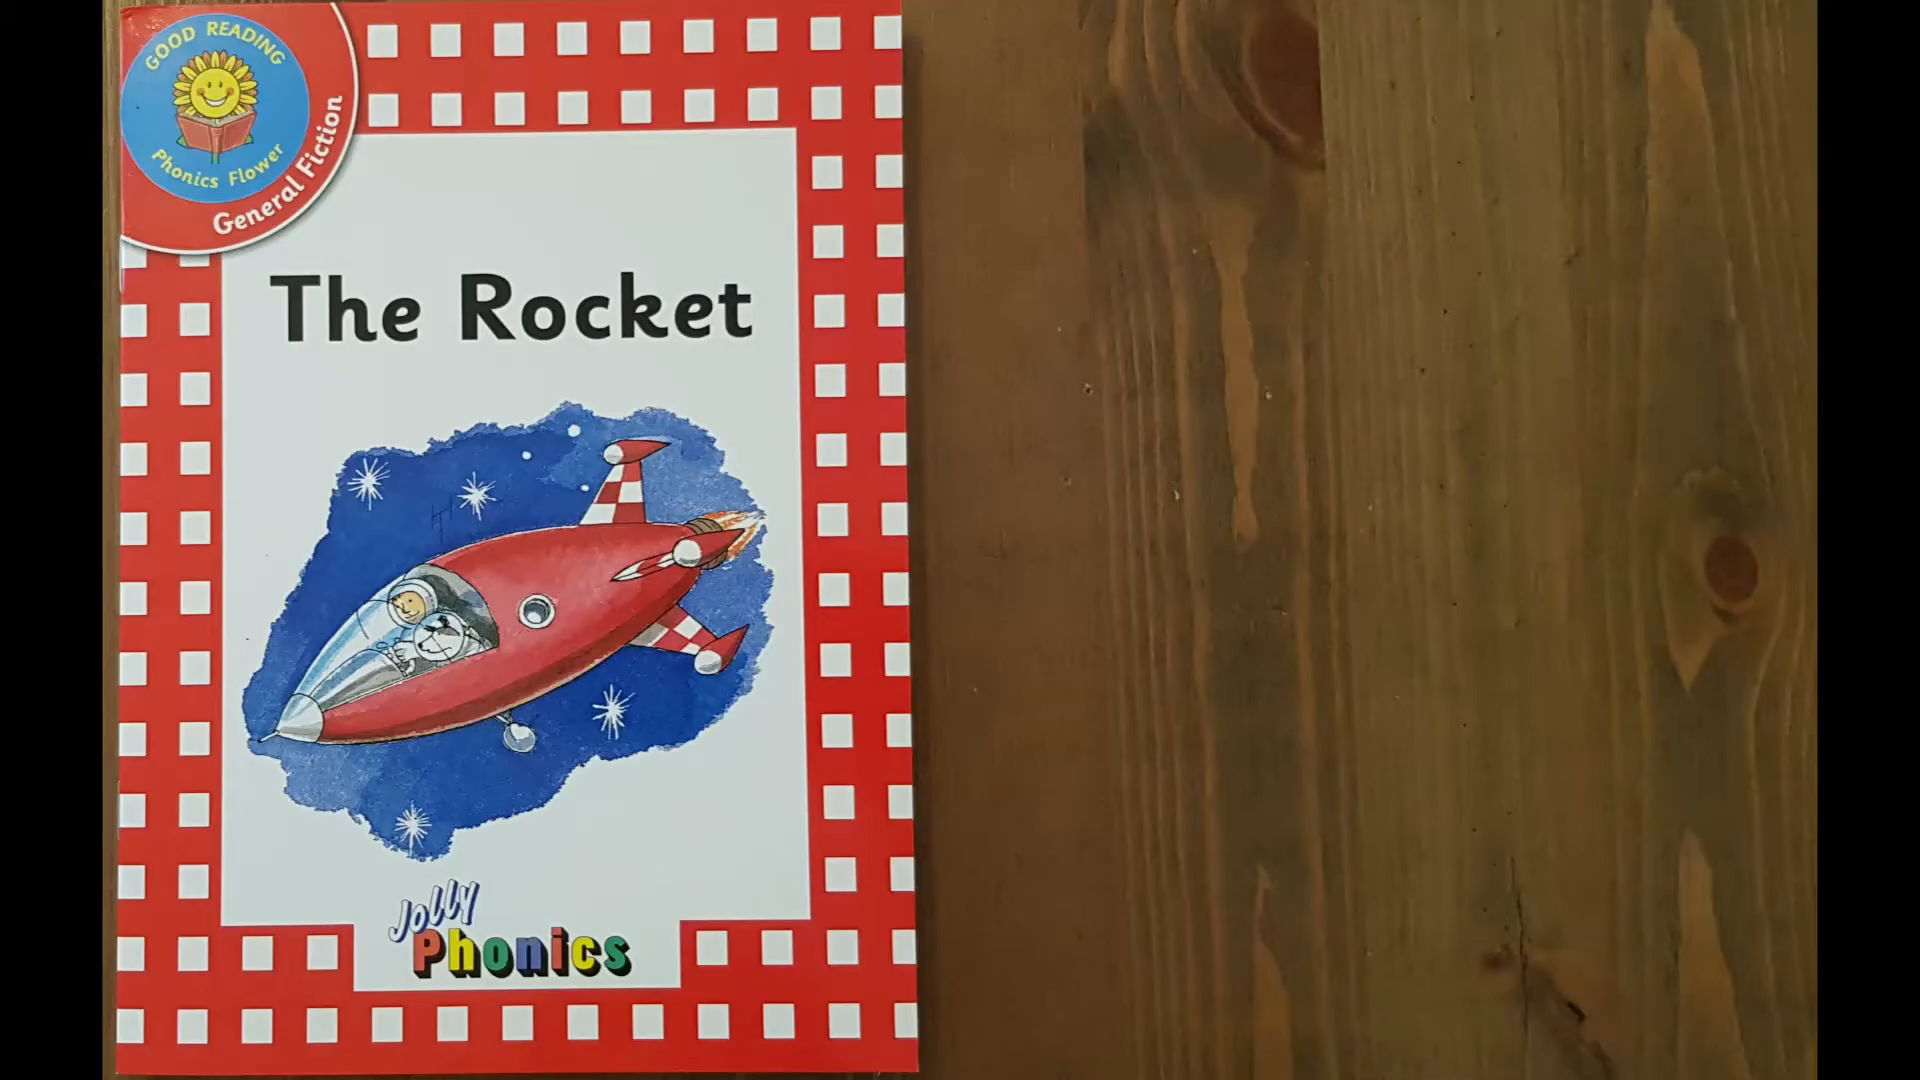 GOOD READING
Phonics Flower
General Fiction
The Rocket
Jolly
Phonics